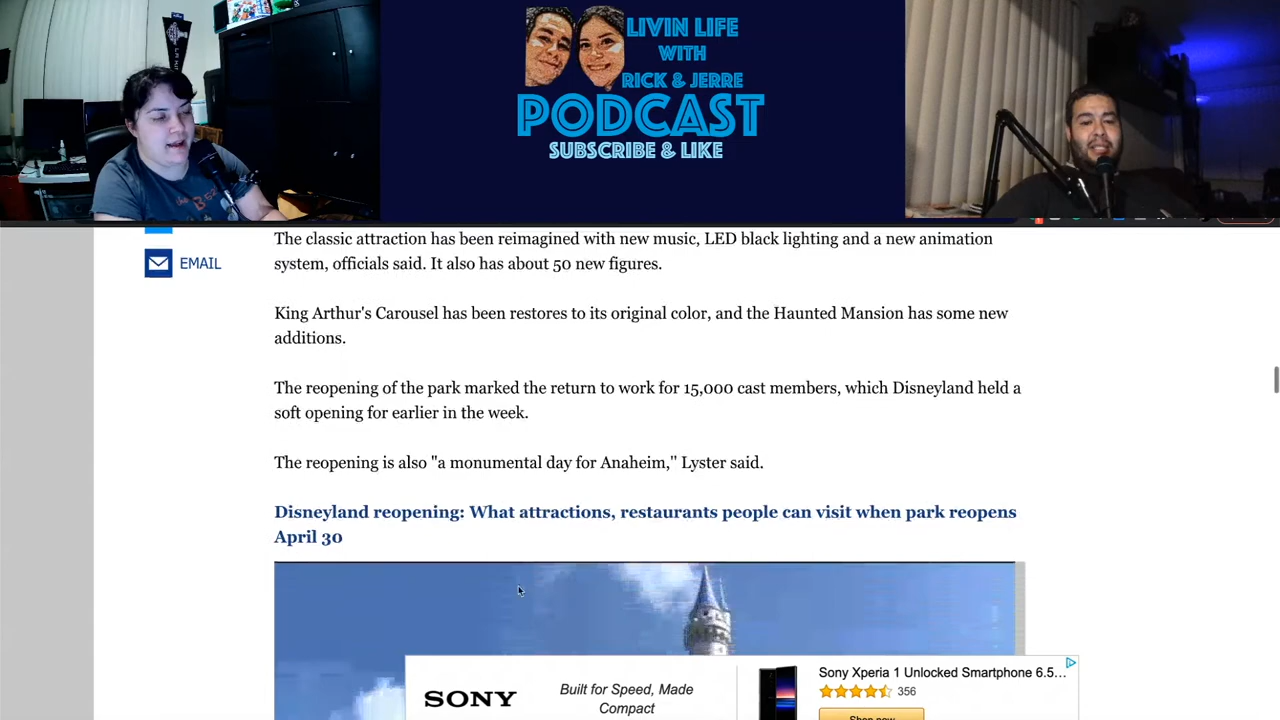 LIVIN LIFE
WITH
RICK & JERRE
PODCAST
SUBSCRIBE & LIKE
EMAIL
The classic attraction has been reimagined with new music, LED black lighting and a new animation
system, officials said. It also has about 50 new figures.
King Arthur's Carousel has been restores to its original color, and the Haunted Mansion has some new
additions.
The reopening of the park marked the return to work for 15,000 cast members, which Disneyland held a
soft opening for earlier in the week.
The reopening is also "a monumental day for Anaheim," Lyster said.
Disneyland reopening: What attractions, restaurants people can visit when park reopens
April 30
SONY
Built for Speed, Made
Compact
Sony Xperia 1 Unlocked Smartphone 6.5...
356
Shop now